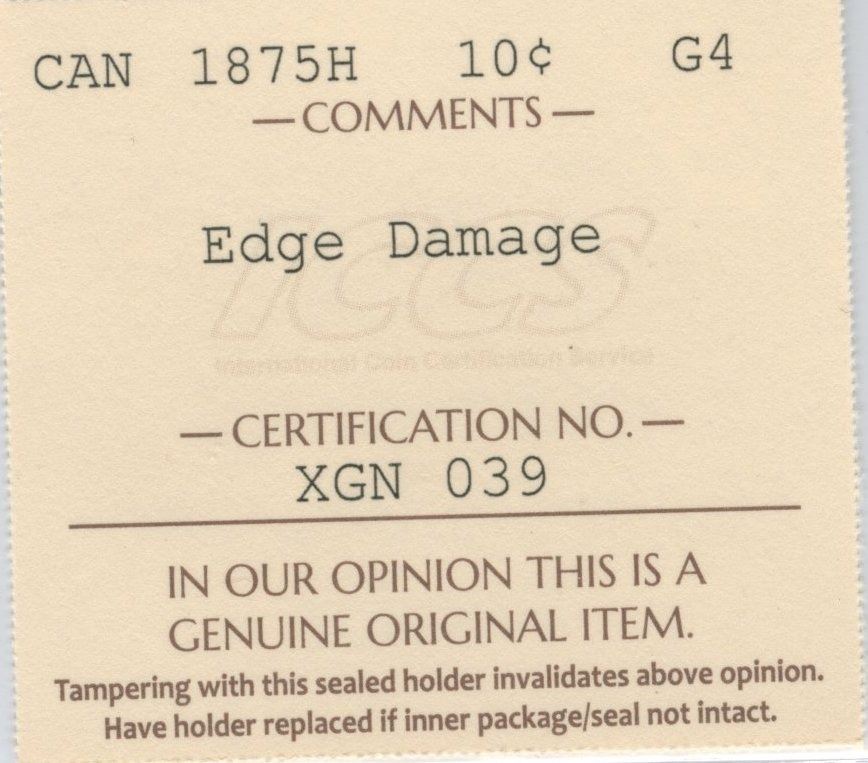 CAN 1875H 10¢ G4
— COMMENTS —
Edge Damage
ICCS
International Coin Certification Service
— CERTIFICATION NO. —
XGN 039
IN OUR OPINION THIS IS A
GENUINE ORIGINAL ITEM.
Tampering with this sealed holder invalidates above opinion.
Have holder replaced if inner package/seal not intact.